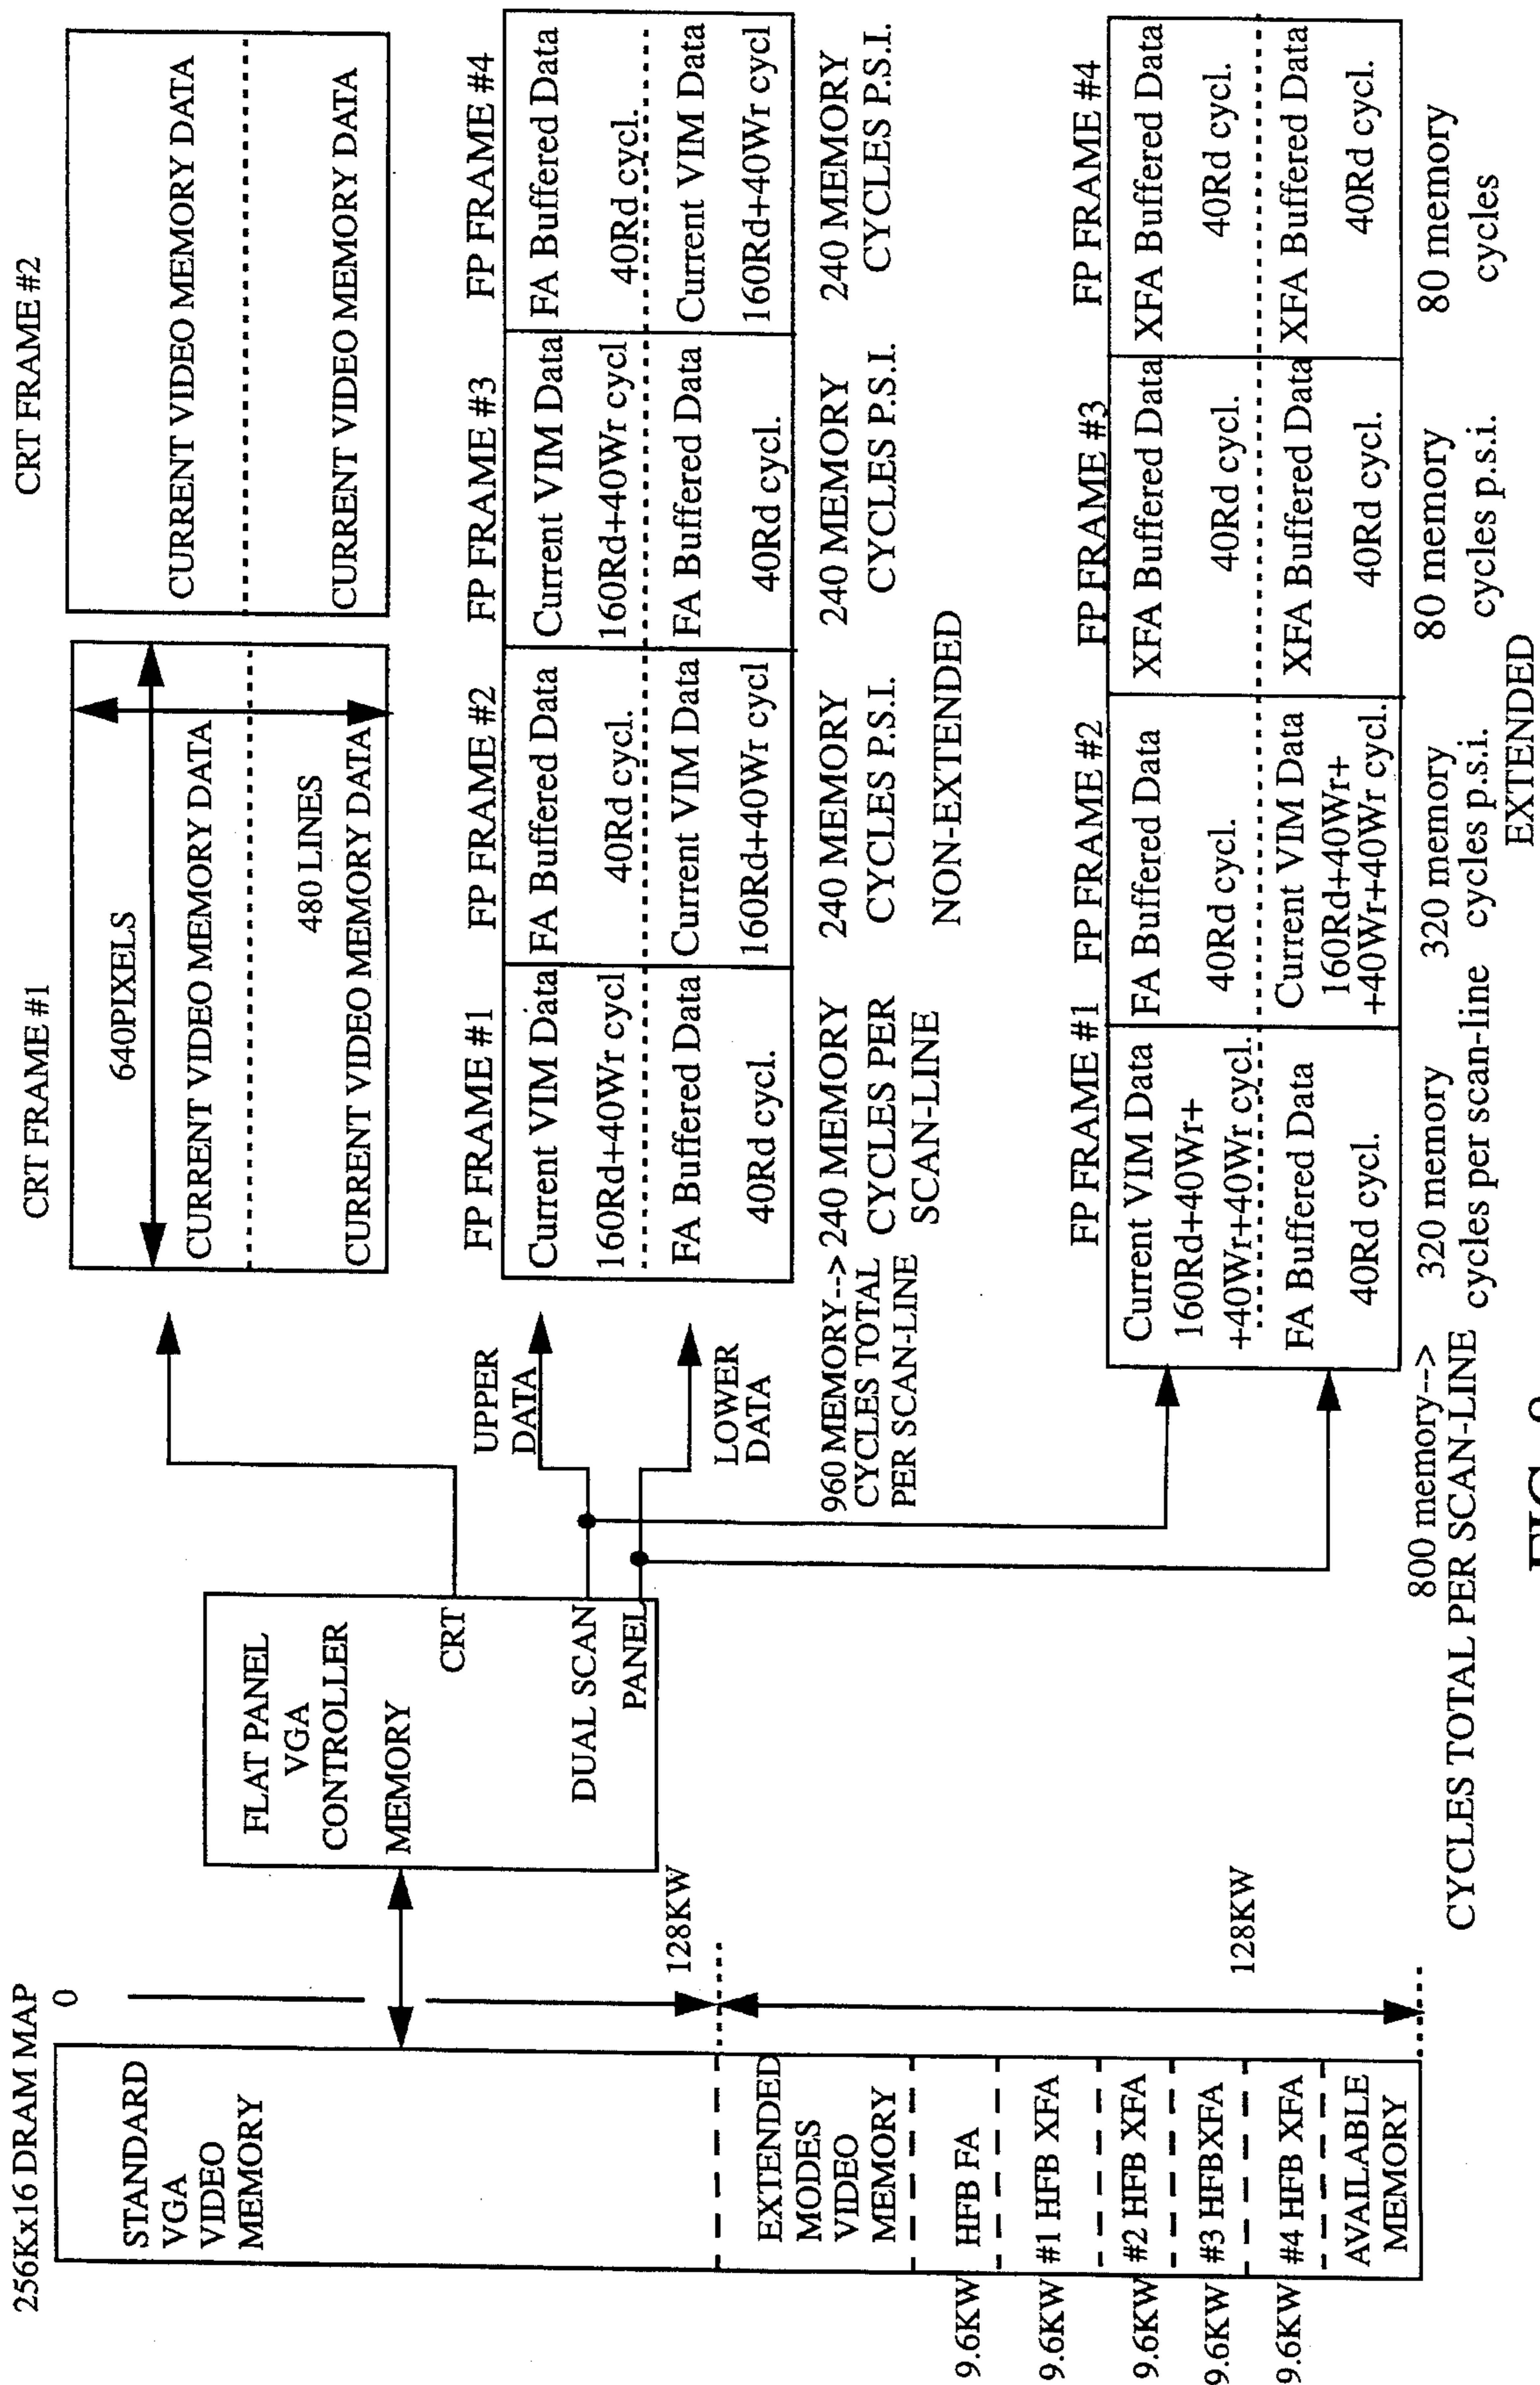 256Kx16 DRAM MAP
0
STANDARD
VGA
VIDEO
MEMORY
128KW
EXTENDED
MODES
VIDEO
MEMORY
9.6KW HFB FA
9.6KW #1 HFB XFA
9.6KW #2 HFB XFA
9.6KW #3 HFBXFA
9.6KW #4 HFB XFA
128KW
AVAILABLE
MEMORY
FLAT PANEL
VGA
CONTROLLER
MEMORY
CRT
DUAL SCAN
PANEL
UPPER
DATA
LOWER
DATA
CRT FRAME #1
640PIXELS
CURRENT VIDEO MEMORY DATA
480 LINES
CURRENT VIDEO MEMORY DATA
CRT FRAME #2
CURRENT VIDEO MEMORY DATA
CURRENT VIDEO MEMORY DATA
FP FRAME #1
Current VIM Data
160Rd+40Wr cycl
FA Buffered Data
40Rd cycl.
FP FRAME #2
FA Buffered Data
40Rd cycl.
Current VIM Data
160Rd+40Wr cycl
FP FRAME #3
Current VIM Data
160Rd+40Wr cycl
FA Buffered Data
40Rd cycl.
FP FRAME #4
FA Buffered Data
40Rd cycl.
Current VIM Data
160Rd+40Wr cycl
960 MEMORY-->
CYCLES TOTAL
PER SCAN-LINE
240 MEMORY
CYCLES PER
SCAN-LINE
240 MEMORY
CYCLES P.S.I.
240 MEMORY
CYCLES P.S.I.
240 MEMORY
CYCLES P.S.I.
NON-EXTENDED
FP FRAME #1
Current VIM Data
160Rd+40Wr+
+40Wr+40Wr cycl.
FA Buffered Data
40Rd cycl.
FP FRAME #2
FA Buffered Data
40Rd cycl.
Current VIM Data
160Rd+40Wr+
+40Wr+40Wr cycl.
FP FRAME #3
XFA Buffered Data
40Rd cycl.
XFA Buffered Data
40Rd cycl.
FP FRAME #4
XFA Buffered Data
40Rd cycl.
XFA Buffered Data
40Rd cycl.
800 memory-->
CYCLES TOTAL PER SCAN-LINE
320 memory
cycles per scan-line
320 memory
cycles p.s.i.
80 memory
cycles p.s.i.
80 memory
cycles
EXTENDED